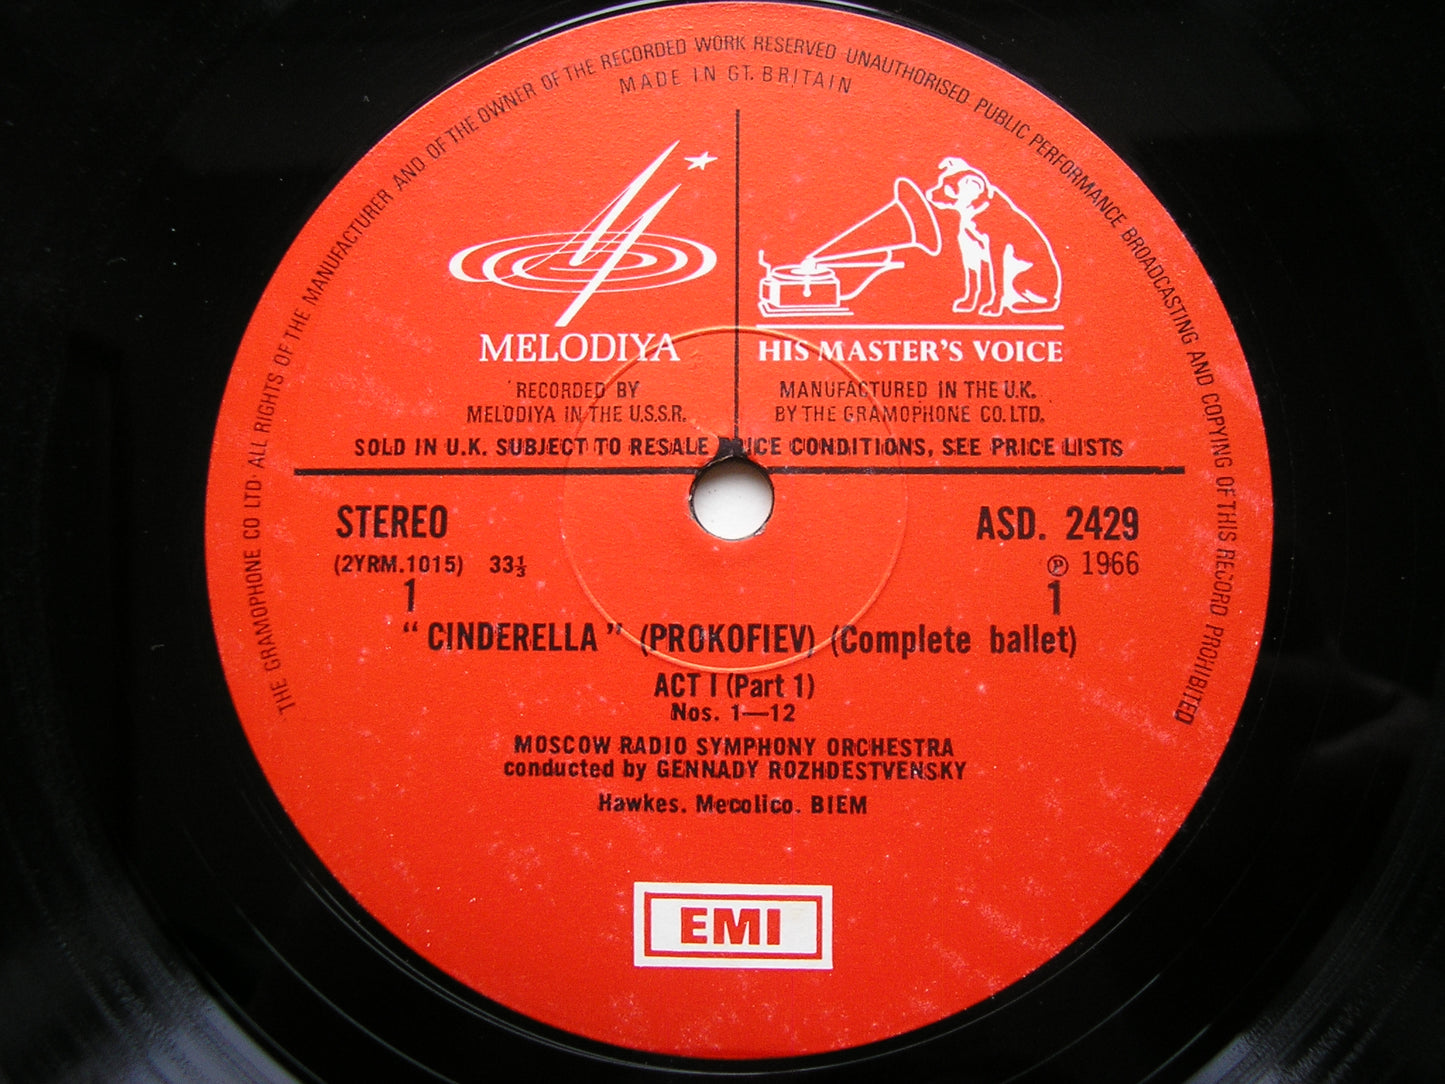 THE GRAMOPHONE CO LTD· ALL RIGHTS OF THE MANUFACTURER AND OF THE OWNER OF THE RECORDED WORK RESERVED UNAUTHORISED PUBLIC PERFORMANCE BROADCASTING AND COPYING OF THIS RECORD PROHIBITED
MADE IN GT. BRITAIN
MELODIYA
HIS MASTER'S VOICE
RECORDED BY
MELODIYA IN THE U.S.S.R.
MANUFACTURED IN THE U.K.
BY THE GRAMOPHONE CO. LTD.
SOLD IN U.K. SUBJECT TO RESALE PRICE CONDITIONS, SEE PRICE LISTS
STEREO
ASD. 2429
(2YRM.1015) 33⅓
℗ 1966
1
1
"CINDERELLA" (PROKOFIEV) (Complete ballet)
ACT I (Part 1)
Nos. 1—12
MOSCOW RADIO SYMPHONY ORCHESTRA
conducted by GENNADY ROZHDESTVENSKY
Hawkes. Mecolico. BIEM
EMI